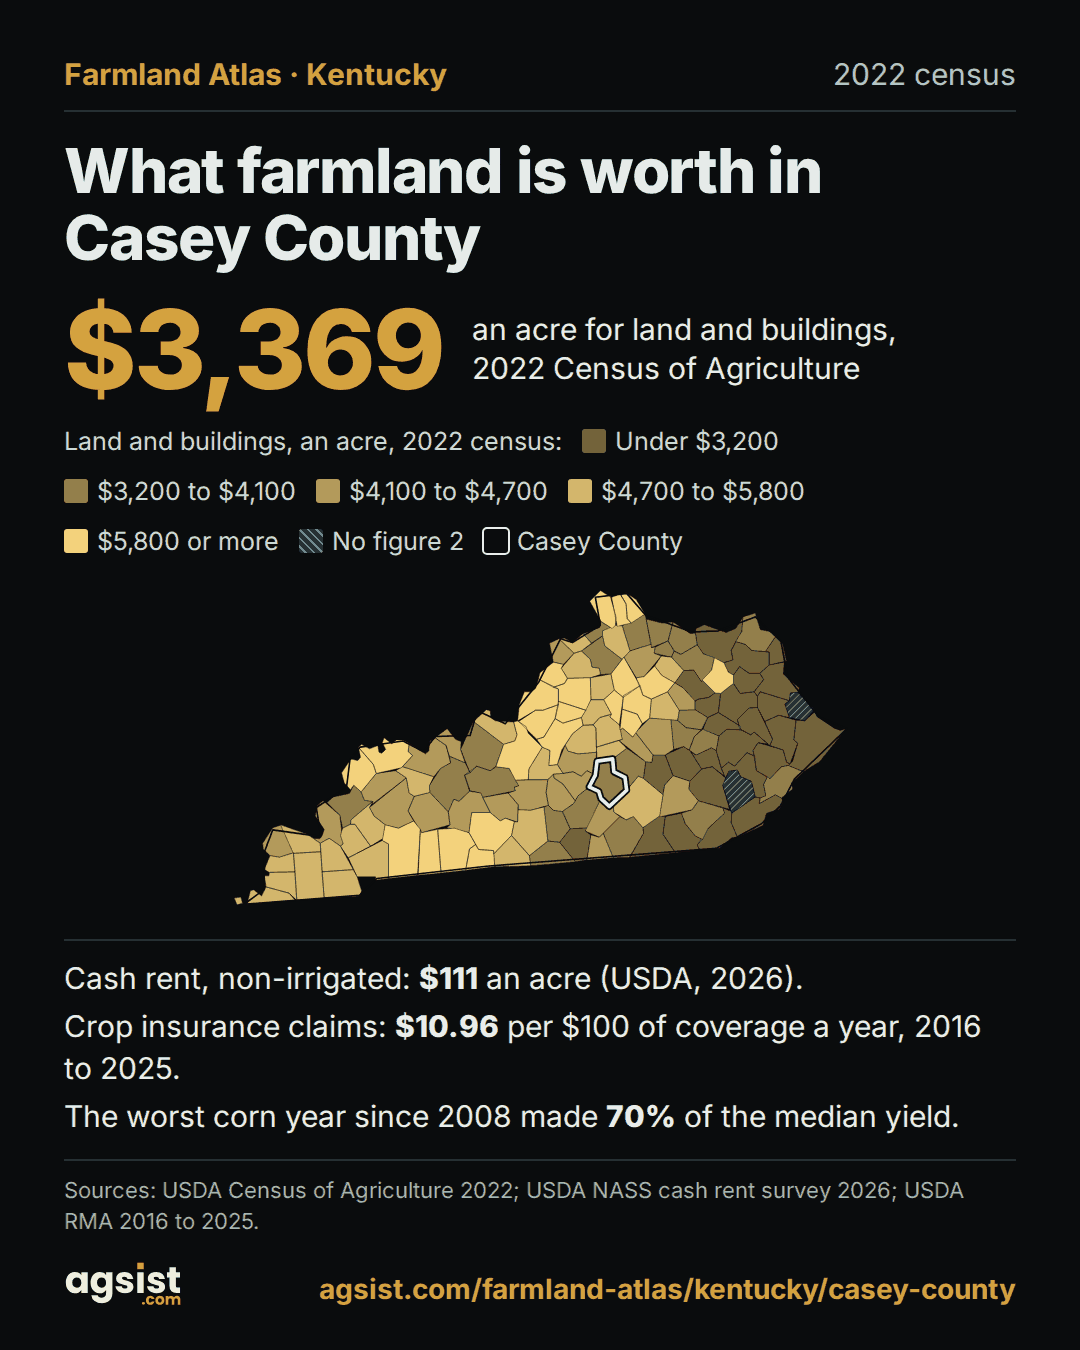 Farmland Atlas · Kentucky
2022 census
What farmland is worth in
Casey County
$3,369
an acre for land and buildings,
2022 Census of Agriculture
Land and buildings, an acre, 2022 census: Under $3,200
$3,200 to $4,100 $4,100 to $4,700 $4,700 to $5,800
$5,800 or more No figure 2 Casey County
Cash rent, non-irrigated: $111 an acre (USDA, 2026).
Crop insurance claims: $10.96 per $100 of coverage a year, 2016
to 2025.
The worst corn year since 2008 made 70% of the median yield.
Sources: USDA Census of Agriculture 2022; USDA NASS cash rent survey 2026; USDA
RMA 2016 to 2025.
agsist
.com
agsist.com/farmland-atlas/kentucky/casey-county